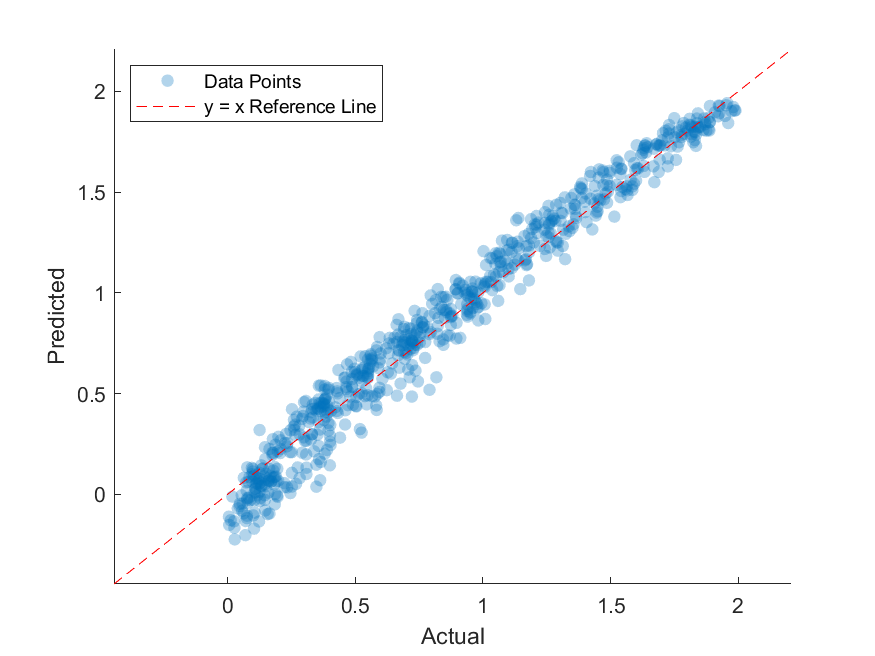 Data Points
y = x Reference Line
2
1.5
1
0.5
0
Predicted
0
0.5
1
1.5
2
Actual